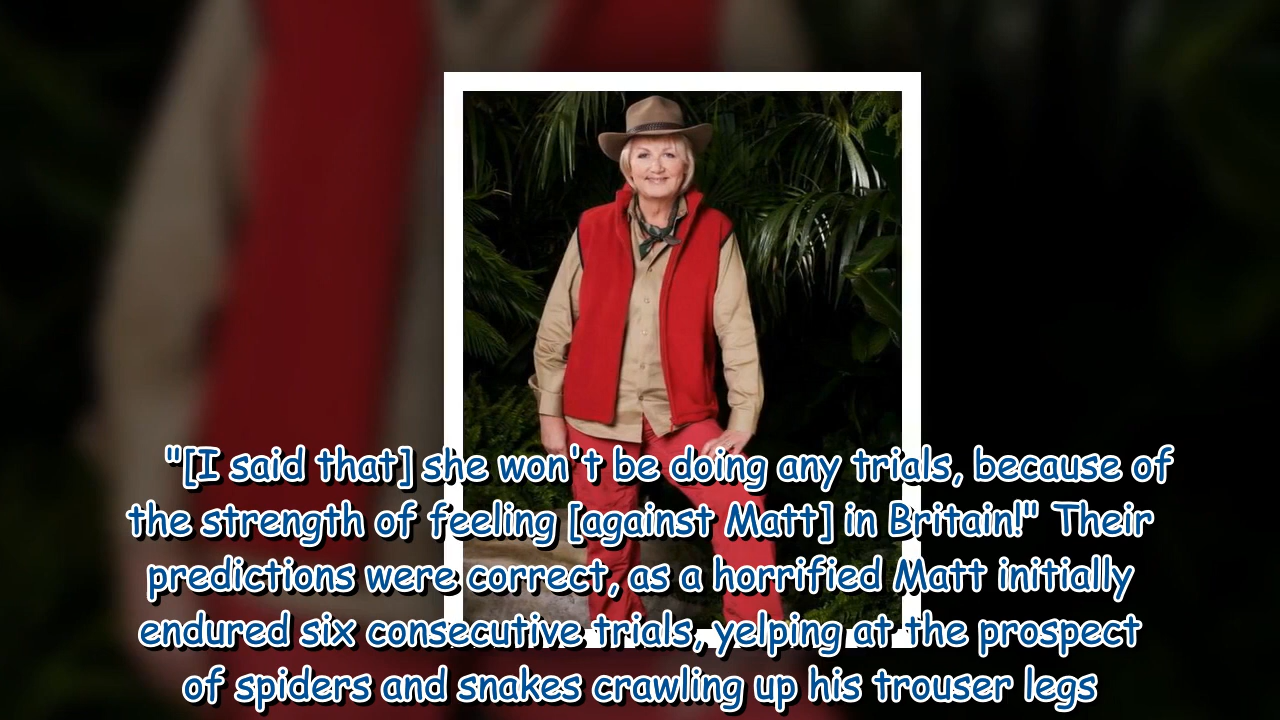 "[I said that] she won't be doing any trials, because of
the strength of feeling [against Matt] in Britain!" Their
predictions were correct, as a horrified Matt initially
endured six consecutive trials, yelping at the prospect
of spiders and snakes crawling up his trouser legs